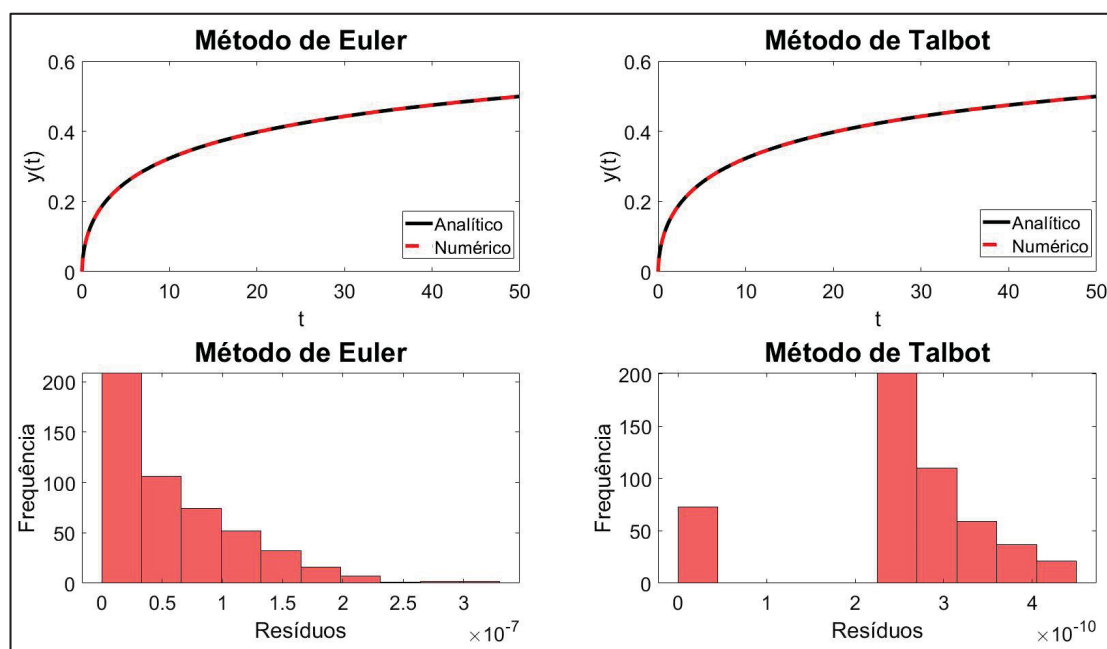 Método de Euler
0.6
0.4
0.2
0
y(t)
0 10 20 30 40 50
t
Analítico
Numérico
Método de Talbot
0.6
0.4
0.2
0
y(t)
0 10 20 30 40 50
t
Analítico
Numérico
Método de Euler
200
150
100
50
0
Frequência
0 0.5 1 1.5 2 2.5 3
Resíduos
×10-7
Método de Talbot
200
150
100
50
0
Frequência
0 1 2 3 4
Resíduos
×10-10